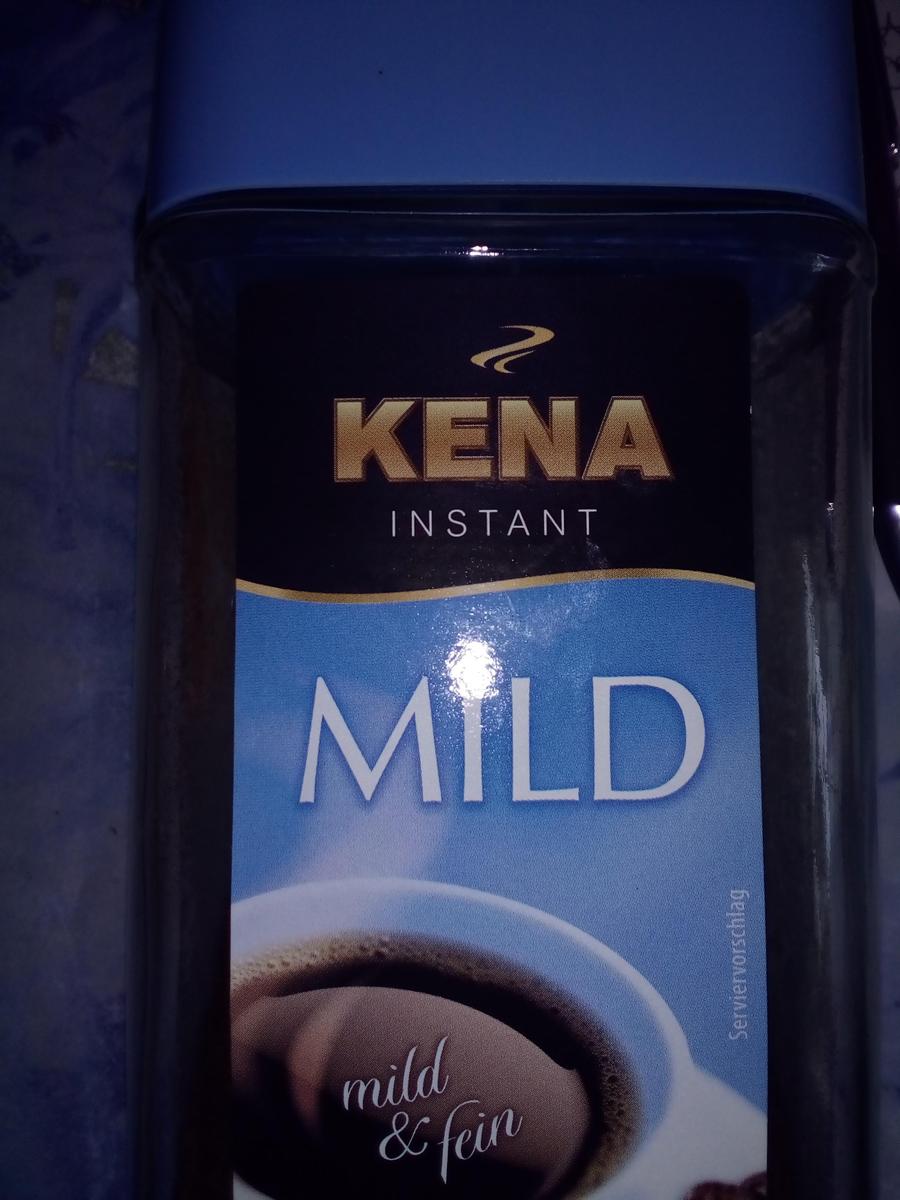 KENA
INSTANT
MILD
Serviervorschlag
mild
& fein